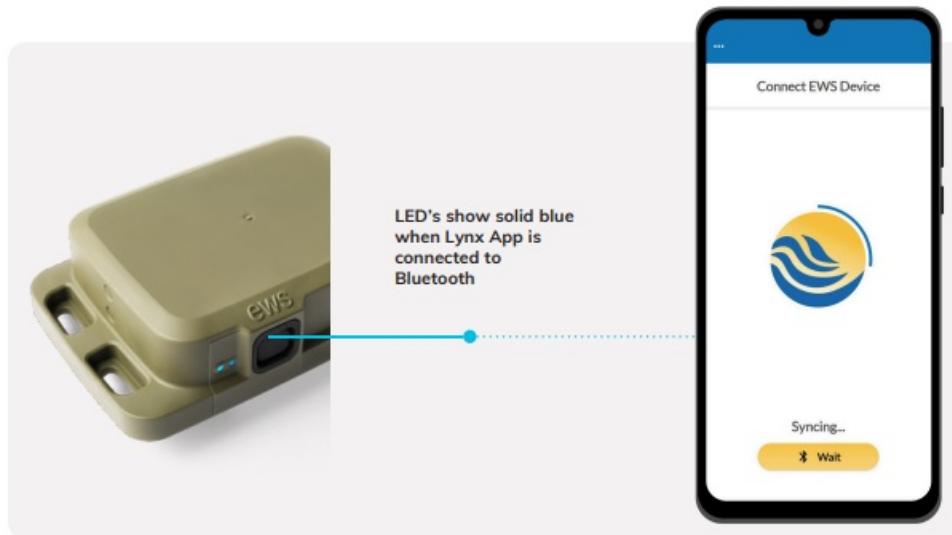 ews
LED's show solid blue
when Lynx App is
connected to
Bluetooth
...
Connect EWS Device
Syncing...
Wait